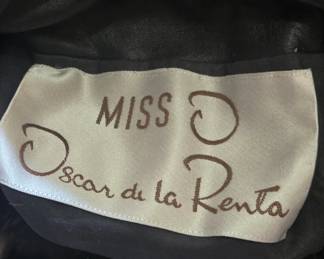 MISS O
Oscar de la Renta